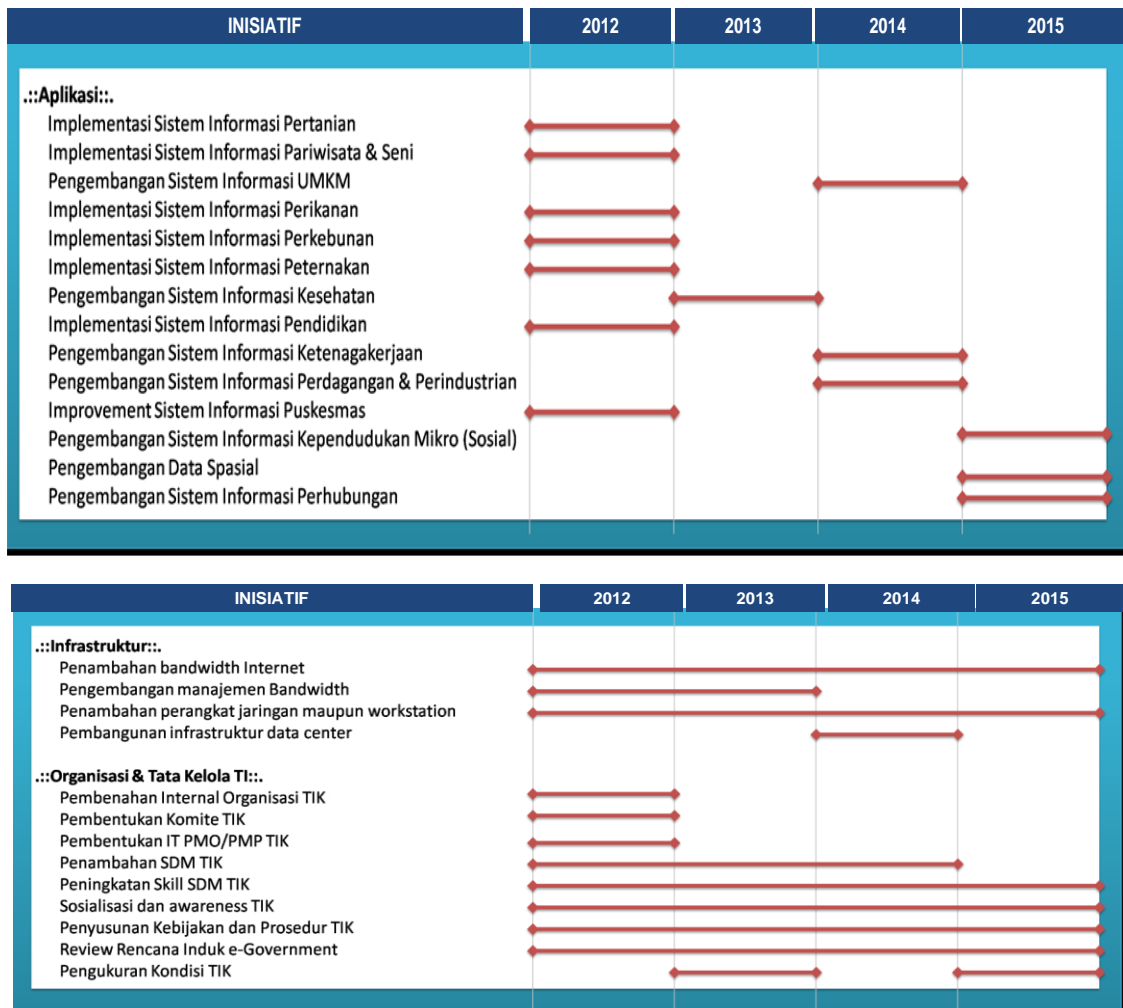 INISIATIF 2012 2013 2014 2015
.::Aplikasi::.
Implementasi Sistem Informasi Pertanian
Implementasi Sistem Informasi Pariwisata & Seni
Pengembangan Sistem Informasi UMKM
Implementasi Sistem Informasi Perikanan
Implementasi Sistem Informasi Perkebunan
Implementasi Sistem Informasi Peternakan
Pengembangan Sistem Informasi Kesehatan
Implementasi Sistem Informasi Pendidikan
Pengembangan Sistem Informasi Ketenagakerjaan
Pengembangan Sistem Informasi Perdagangan & Perindustrian
Improvement Sistem Informasi Puskesmas
Pengembangan Sistem Informasi Kependudukan Mikro (Sosial)
Pengembangan Data Spasial
Pengembangan Sistem Informasi Perhubungan
INISIATIF 2012 2013 2014 2015
.::Infrastruktur::.
Penambahan bandwidth Internet
Pengembangan manajemen Bandwidth
Penambahan perangkat jaringan maupun workstation
Pembangunan infrastruktur data center
.::Organisasi & Tata Kelola TI::.
Pembenahan Internal Organisasi TIK
Pembentukan Komite TIK
Pembentukan IT PMO/PMP TIK
Penambahan SDM TIK
Peningkatan Skill SDM TIK
Sosialisasi dan awareness TIK
Penyusunan Kebijakan dan Prosedur TIK
Review Rencana Induk e-Government
Pengukuran Kondisi TIK